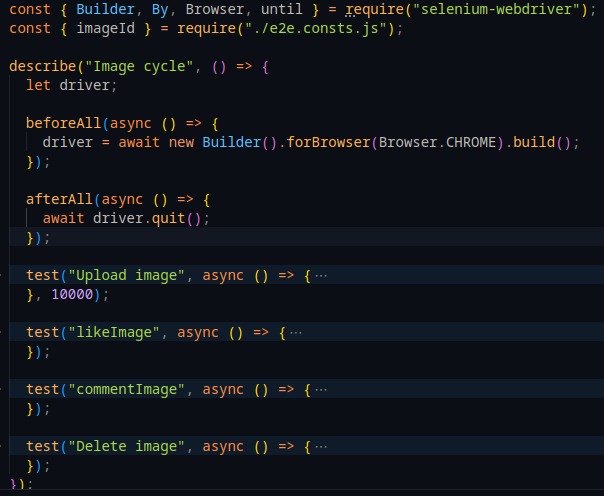 const { Builder, By, Browser, until } = require("selenium-webdriver");
const { imageId } = require("./e2e.consts.js");
describe("Image cycle", () => {
let driver;
beforeAll(async () => {
driver = await new Builder().forBrowser(Browser.CHROME).build();
});
afterAll(async () => {
await driver.quit();
});
test("Upload image", async () => { ···
}, 10000);
test("likeImage", async () => { ···
});
test("commentImage", async () => { ···
});
test("Delete image", async () => { ···
});
});